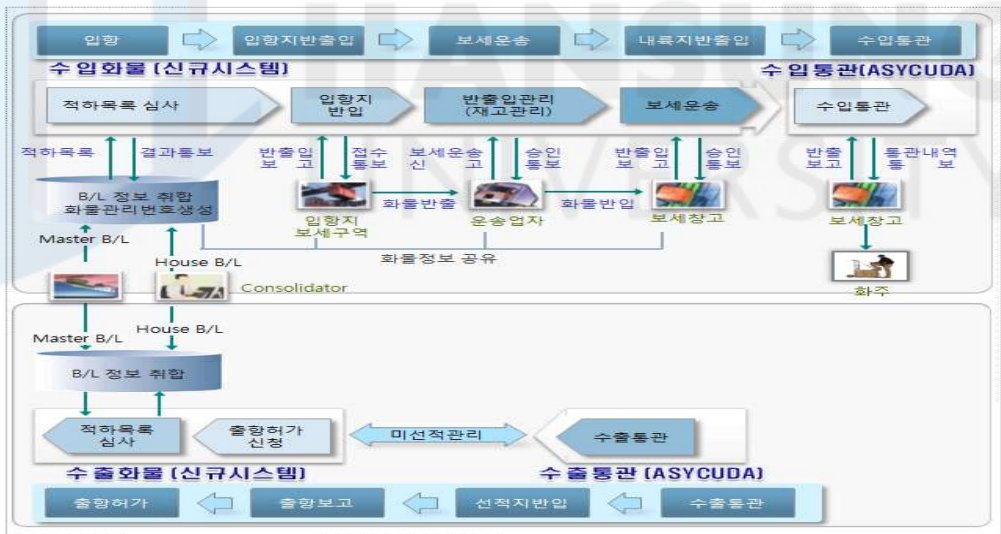 입항
입항지반출입
보세운송
내륙지반출입
수입통관
수입화물 (신규시스템)
수입통관(ASYCUDA)
적하목록 심사
입항지
반입
반출입관리
(재고관리)
보세운송
수입통관
적하목록
결과통보
반출입
보고
접수
통보
보세운송
신고
승인
통보
반출입
보고
승인
통보
반출
보고
통관내역
통보
B/L 정보 취합
화물관리번호생성
입항지
보세구역
화물반출
운송업자
화물반입
보세창고
보세창고
Master B/L
House B/L
화물정보 공유
Consolidator
화주
Master B/L
House B/L
B/L 정보 취합
적하목록
심사
출항허가
신청
미선적관리
수출통관
수출화물 (신규시스템)
수출통관 (ASYCUDA)
출항허가
출항보고
선적지반입
수출통관
HANSUNG
UNIVERSITY